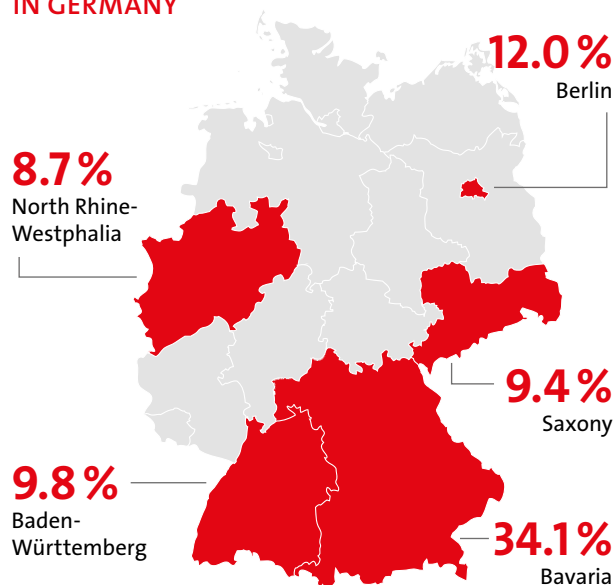 IN GERMANY
12.0 %
Berlin
8.7 %
North Rhine-
Westphalia
9.4 %
Saxony
9.8 %
Baden-
Württemberg
34.1 %
Bavaria